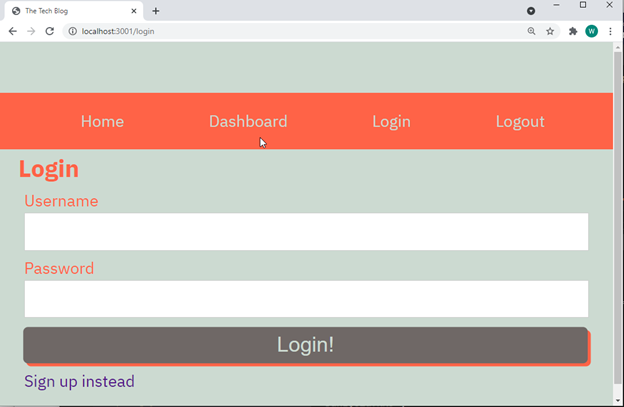 The Tech Blog
localhost:3001/login
W
Home Dashboard Login Logout
Login
Username
Password
Login!
Sign up instead